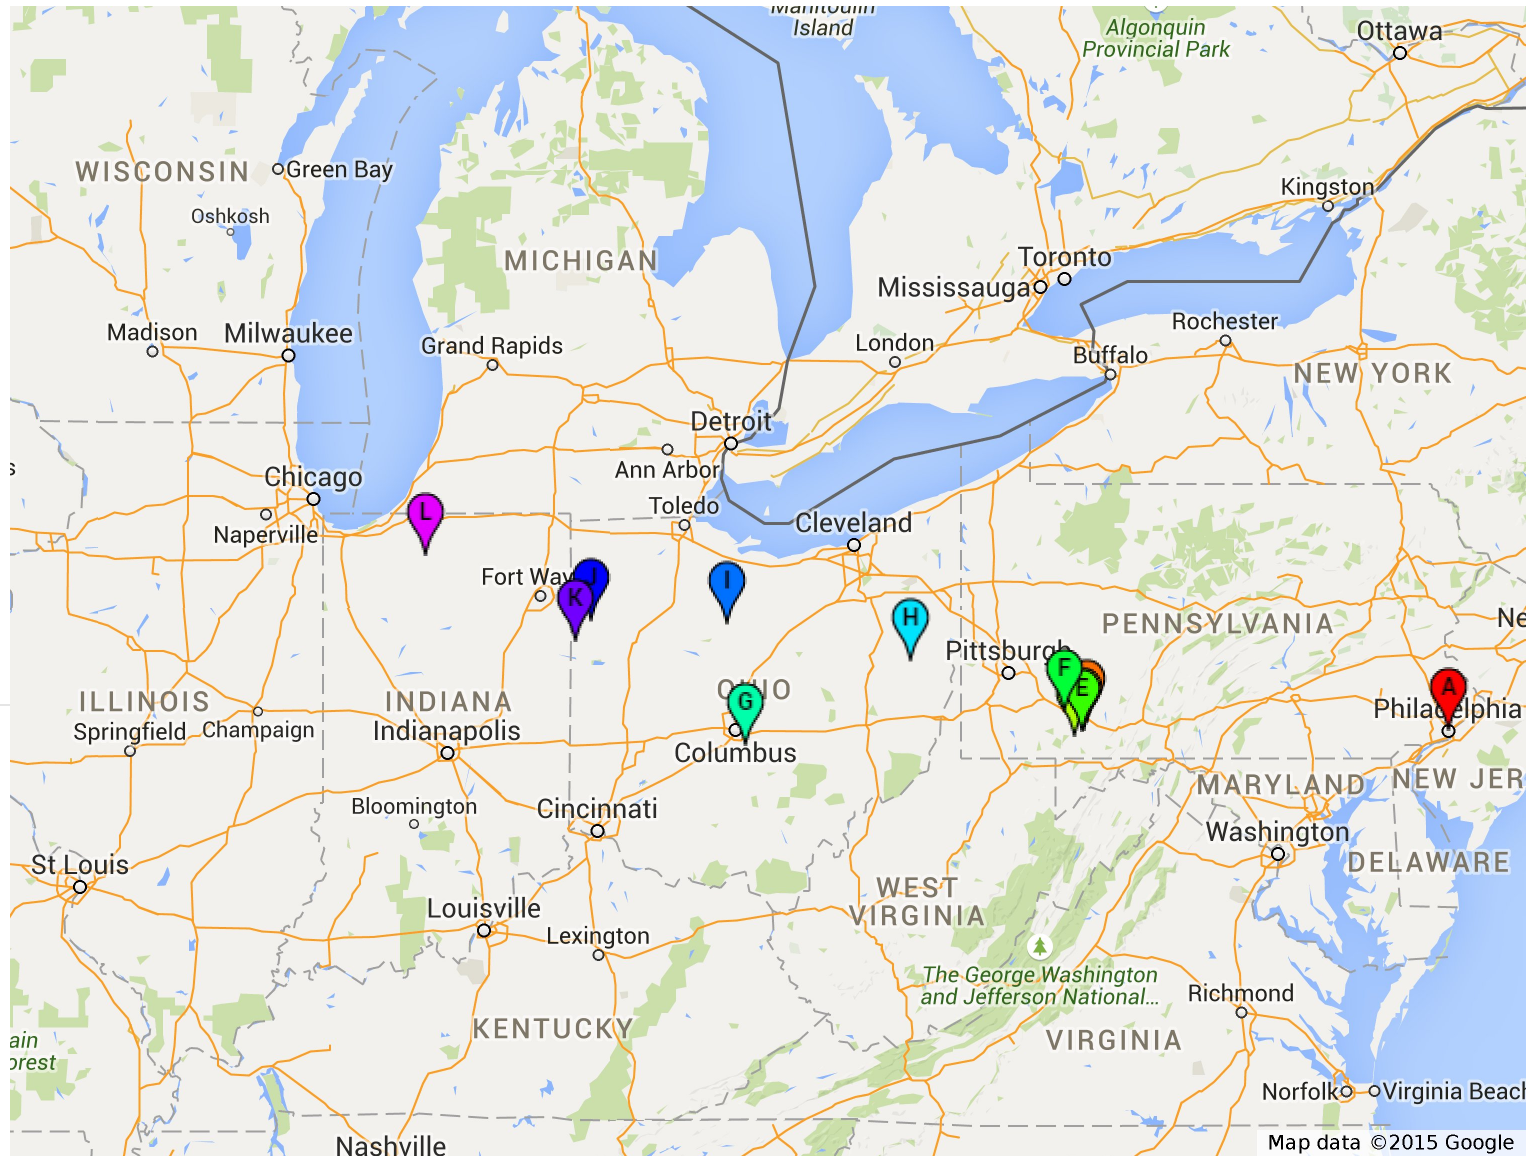 Manitoulin
Island
Algonquin
Provincial Park
Ottawa
WISCONSIN
Green Bay
Kingston
Oshkosh
MICHIGAN
Toronto
Mississauga
Madison
Milwaukee
Grand Rapids
London
Rochester
Buffalo
NEW YORK
Detroit
Ann Arbor
s
Chicago
Toledo
Naperville
Cleveland
L
Fort Way
J
K
I
H
PENNSYLVANIA
Ne
Pittsburgh
F
E
A
ILLINOIS
INDIANA
OHIO
G
Philadelphia
Springfield
Champaign
Indianapolis
Columbus
MARYLAND
NEW JER
Bloomington
Cincinnati
Washington
DELAWARE
St Louis
WEST
VIRGINIA
Louisville
Lexington
The George Washington
and Jefferson National...
Richmond
KENTUCKY
VIRGINIA
ain
orest
Norfolk
Virginia Beach
Nashville
Map data ©2015 Google